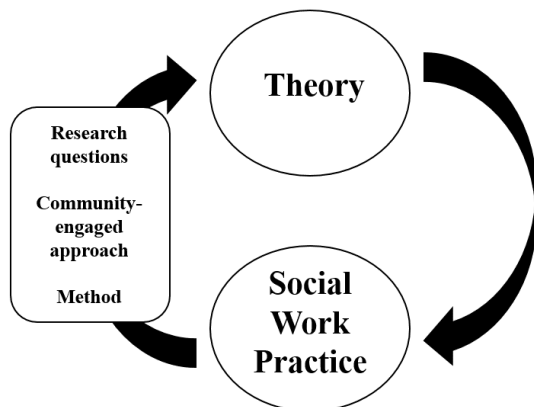 Theory
Research
questions
Community-
engaged
approach
Method
Social
Work
Practice